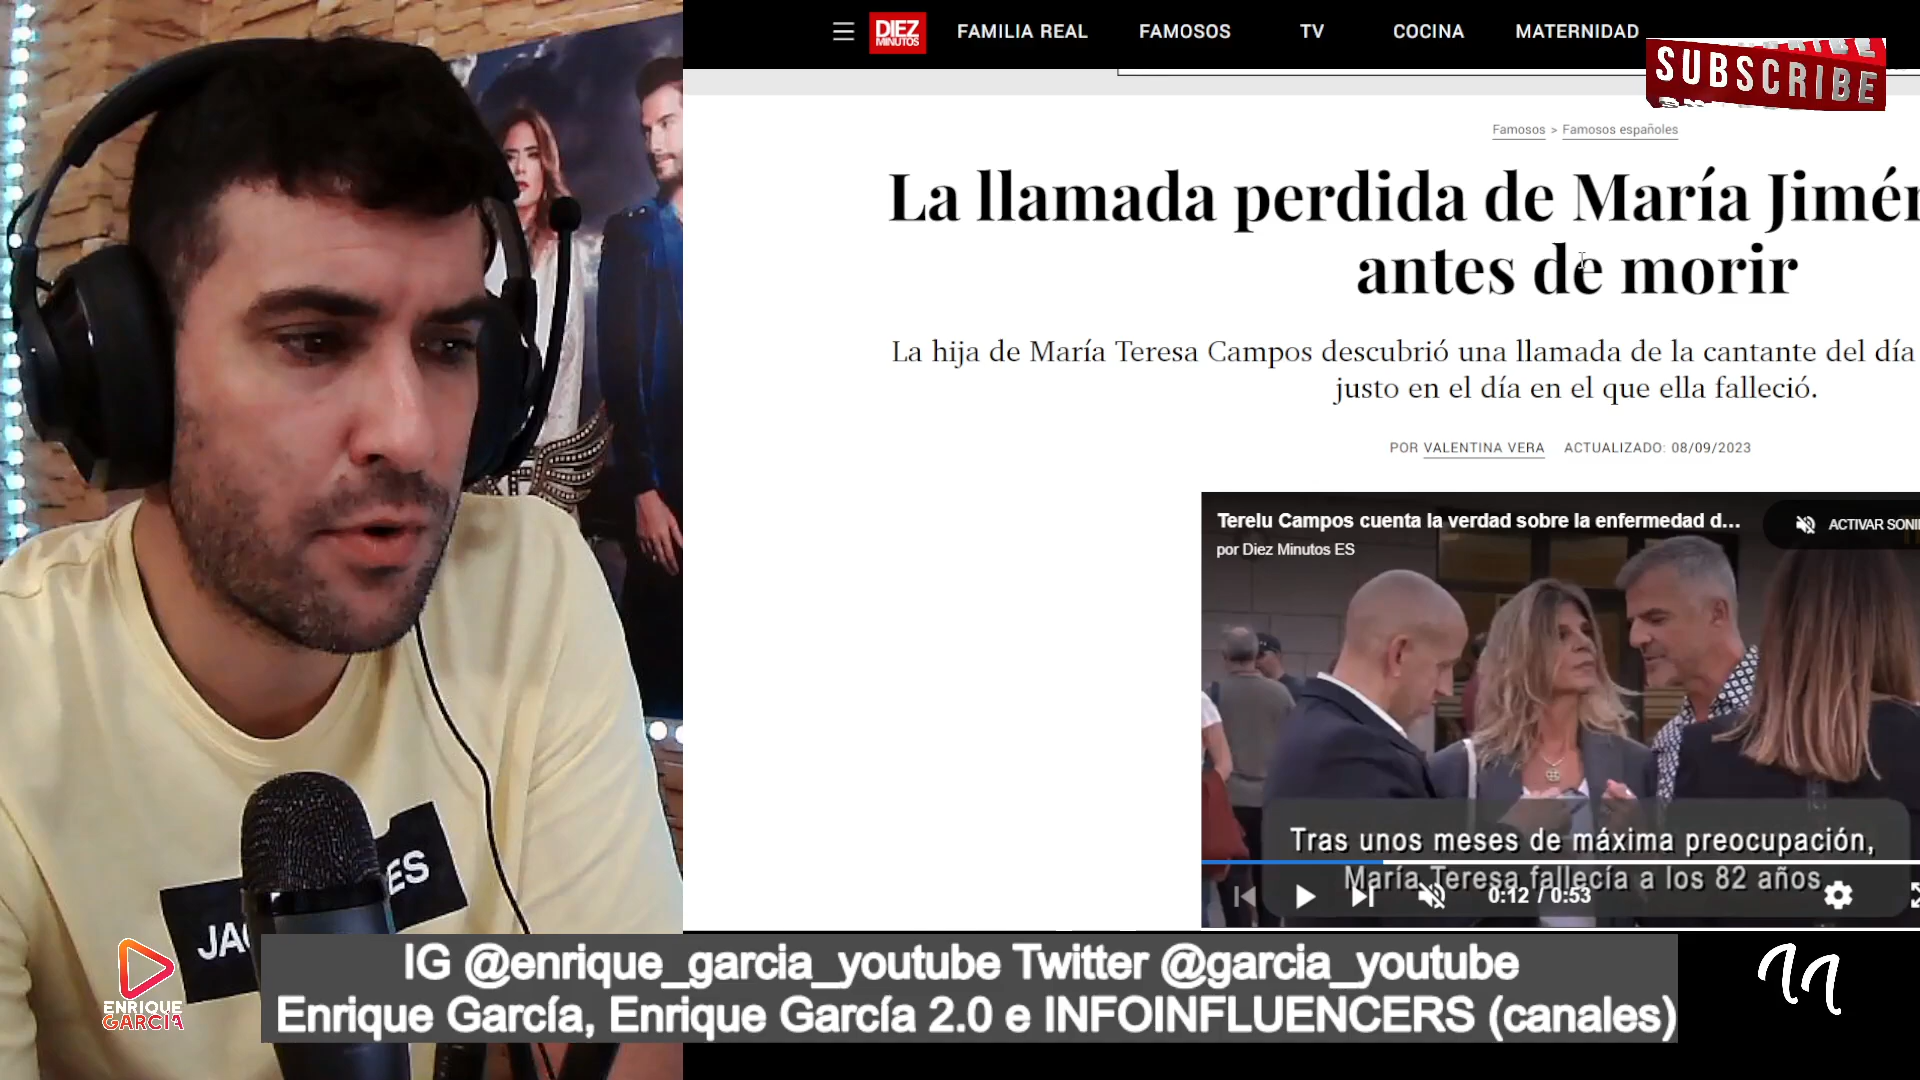 DIEZ
MINUTOS
FAMILIA REAL
FAMOSOS
TV
COCINA
MATERNIDAD
SUBSCRIBE
Famosos > Famosos españoles
La llamada perdida de María Jimén
antes de morir
La hija de María Teresa Campos descubrió una llamada de la cantante del día
justo en el día en el que ella falleció.
POR VALENTINA VERA ACTUALIZADO: 08/09/2023
Terelu Campos cuenta la verdad sobre la enfermedad d...
por Diez Minutos ES
ACTIVAR SONI
Tras unos meses de máxima preocupación,
María Teresa fallecía a los 82 años
0:12 / 0:53
JA
ES
ENRIQUE
GARCÍA
IG @enrique_garcia_youtube Twitter @garcia_youtube
Enrique García, Enrique García 2.0 e INFOINFLUENCERS (canales)